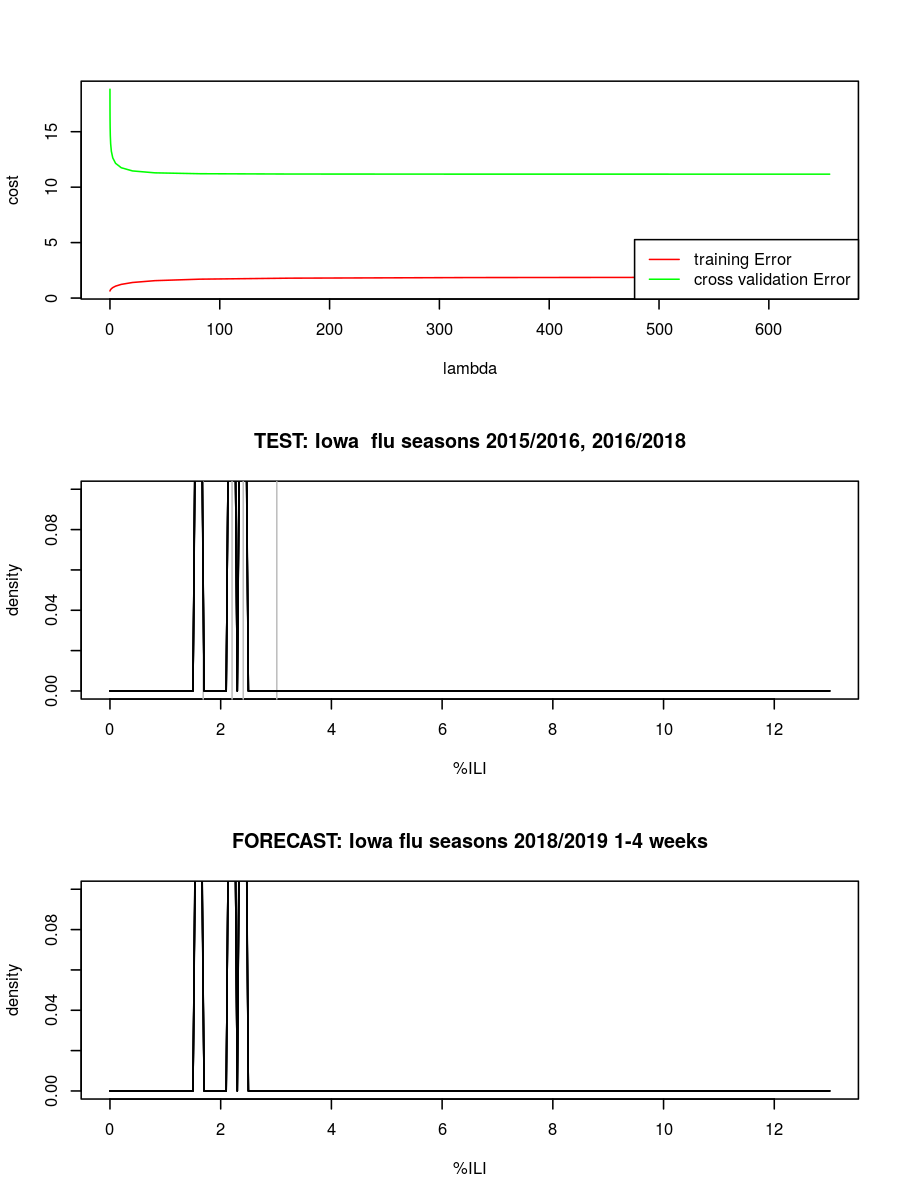 cost
15
10
5
0
training Error
cross validation Error
0 100 200 300 400 500 600
lambda
TEST: Iowa  flu seasons 2015/2016, 2016/2018
density
0.08
0.04
0.00
0 2 4 6 8 10 12
%ILI
FORECAST: Iowa flu seasons 2018/2019 1-4 weeks
density
0.08
0.04
0.00
0 2 4 6 8 10 12
%ILI